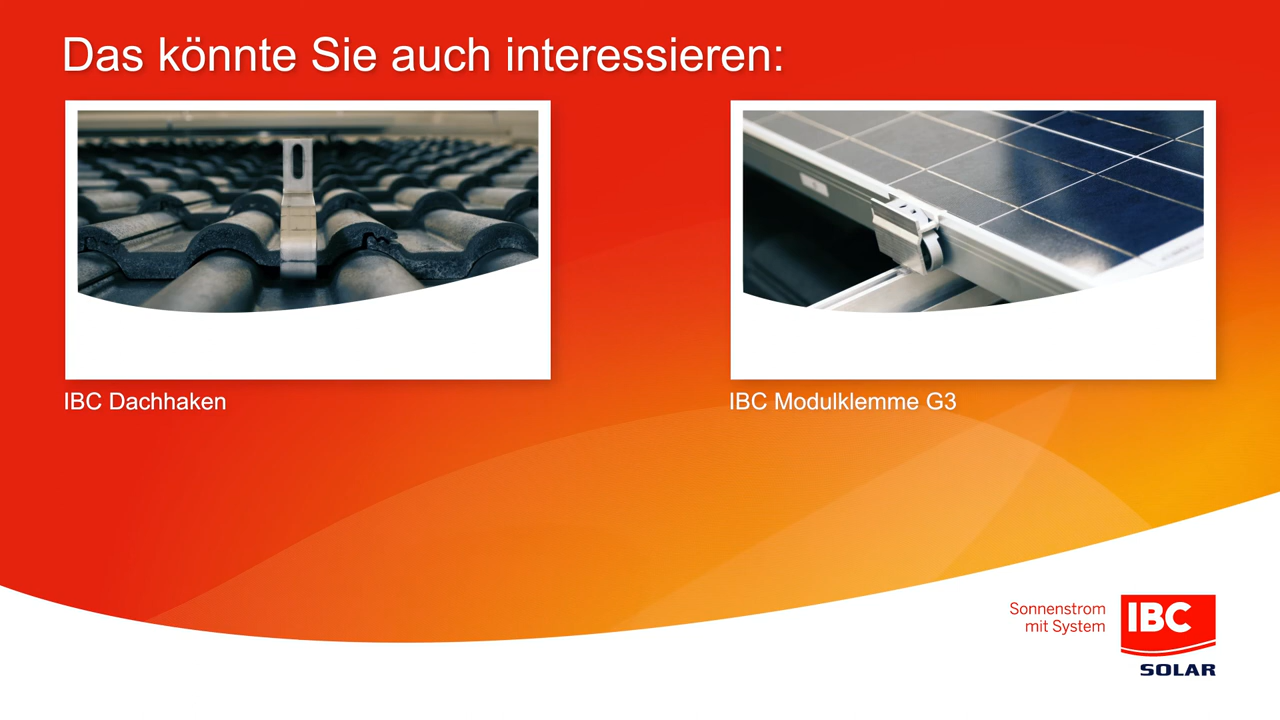 Das könnte Sie auch interessieren:
IBC Dachhaken
IBC Modulklemme G3
Sonnenstrom
mit System
IBC
SOLAR